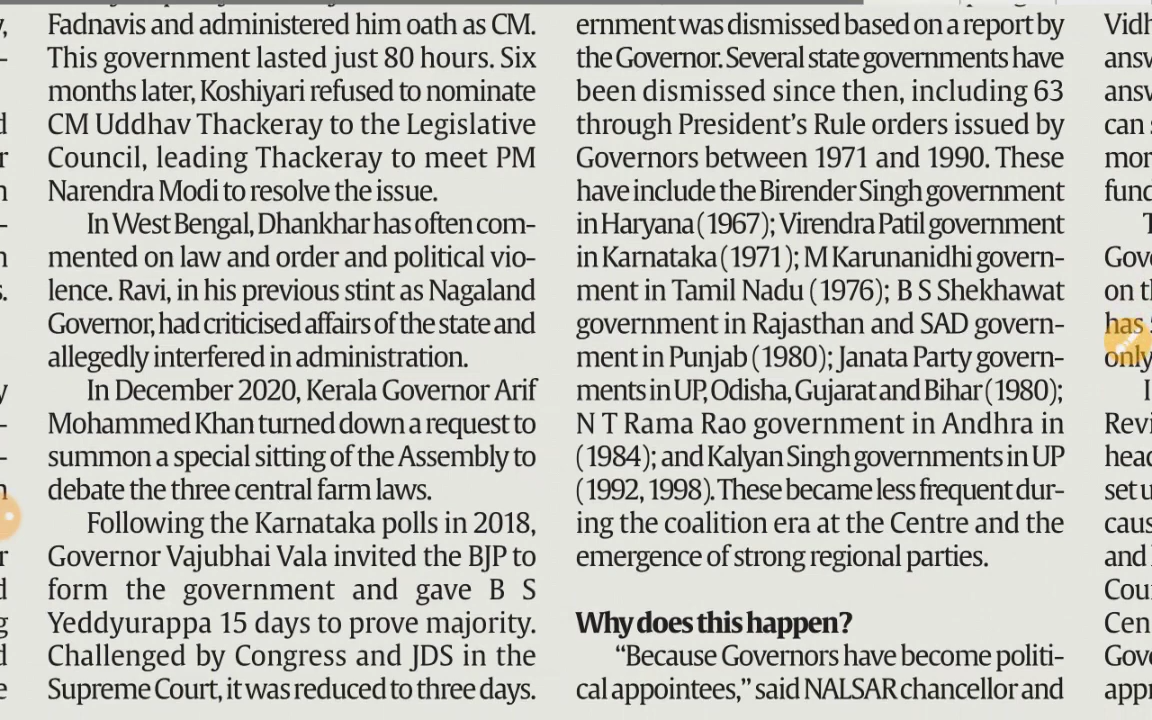 Fadnavis and administered him oath as CM.
This government lasted just 80 hours. Six
months later, Koshiyari refused to nominate
CM Uddhav Thackeray to the Legislative
Council, leading Thackeray to meet PM
Narendra Modi to resolve the issue.
In West Bengal, Dhankhar has often com-
mented on law and order and political vio-
lence. Ravi, in his previous stint as Nagaland
Governor, had criticised affairs of the state and
allegedly interfered in administration.
In December 2020, Kerala Governor Arif
Mohammed Khan turned down a request to
summon a special sitting of the Assembly to
debate the three central farm laws.
Following the Karnataka polls in 2018,
Governor Vajubhai Vala invited the BJP to
form the government and gave B S
Yeddyurappa 15 days to prove majority.
Challenged by Congress and JDS in the
Supreme Court, it was reduced to three days.
ernment was dismissed based on a report by
the Governor. Several state governments have
been dismissed since then, including 63
through President's Rule orders issued by
Governors between 1971 and 1990. These
have include the Birender Singh government
in Haryana (1967); Virendra Patil government
in Karnataka (1971); M Karunanidhi govern-
ment in Tamil Nadu (1976); B S Shekhawat
government in Rajasthan and SAD govern-
ment in Punjab (1980); Janata Party govern-
ments in UP, Odisha, Gujarat and Bihar (1980);
N T Rama Rao government in Andhra in
(1984); and Kalyan Singh governments in UP
(1992, 1998). These became less frequent dur-
ing the coalition era at the Centre and the
emergence of strong regional parties.
Why does this happen?
“Because Governors have become politi-
cal appointees,” said NALSAR chancellor and